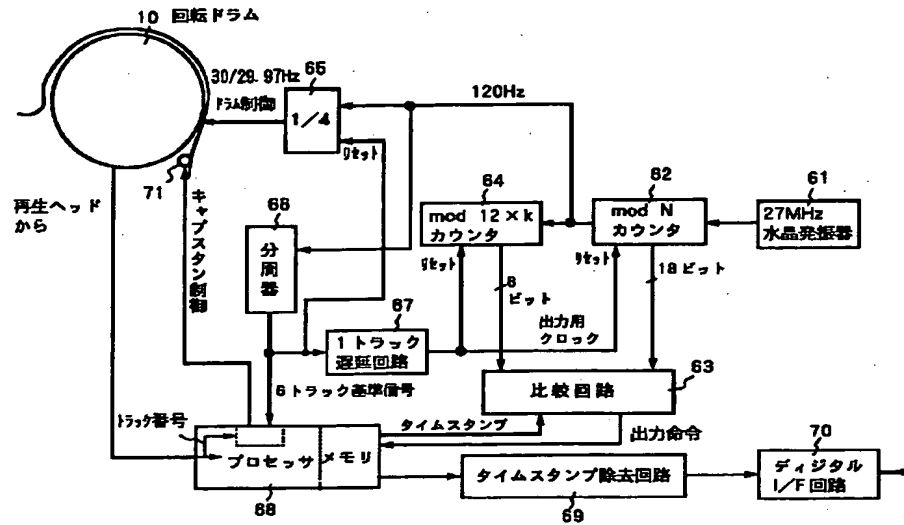 10 回転ドラム
30/29.97Hz
ドラム制御
65
1/4
リセット
120Hz
71
再生ヘッド
から
キャプスタン制御
66
分周器
64
mod 12×k
カウンタ
リセット
62
mod N
カウンタ
リセット
61
27MHz
水晶発振器
6
ビット
18ビット
67
1トラック
遅延回路
出力用
クロック
6トラック基準信号
63
比較回路
トラック番号
タイムスタンプ
出力命令
プロセッサ
メモリ
68
タイムスタンプ除去回路
69
70
ディジタル
I/F回路